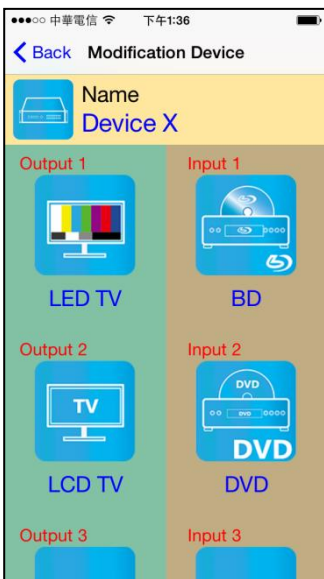 中華電信 下午1:36
Back Modification Device
Name
Device X
Output 1 Input 1
LED TV BD
Output 2 Input 2
TV DVD
DVD
DVD
LCD TV DVD
Output 3 Input 3